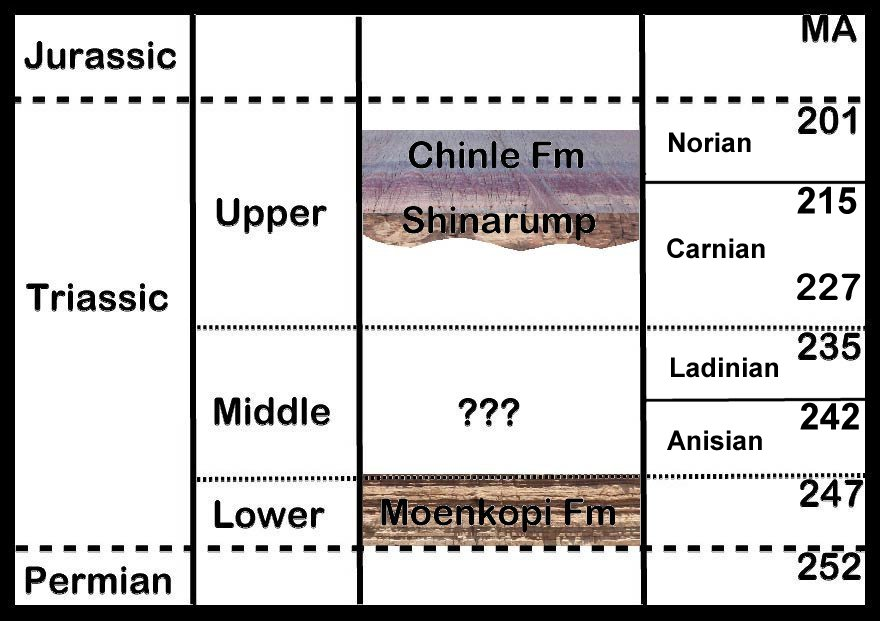 MA
Jurassic
201
Norian
Chinle Fm
215
Upper
Shinarump
Carnian
227
Triassic
235
Ladinian
Middle
???
242
Anisian
247
Lower
Moenkopi Fm
252
Permian